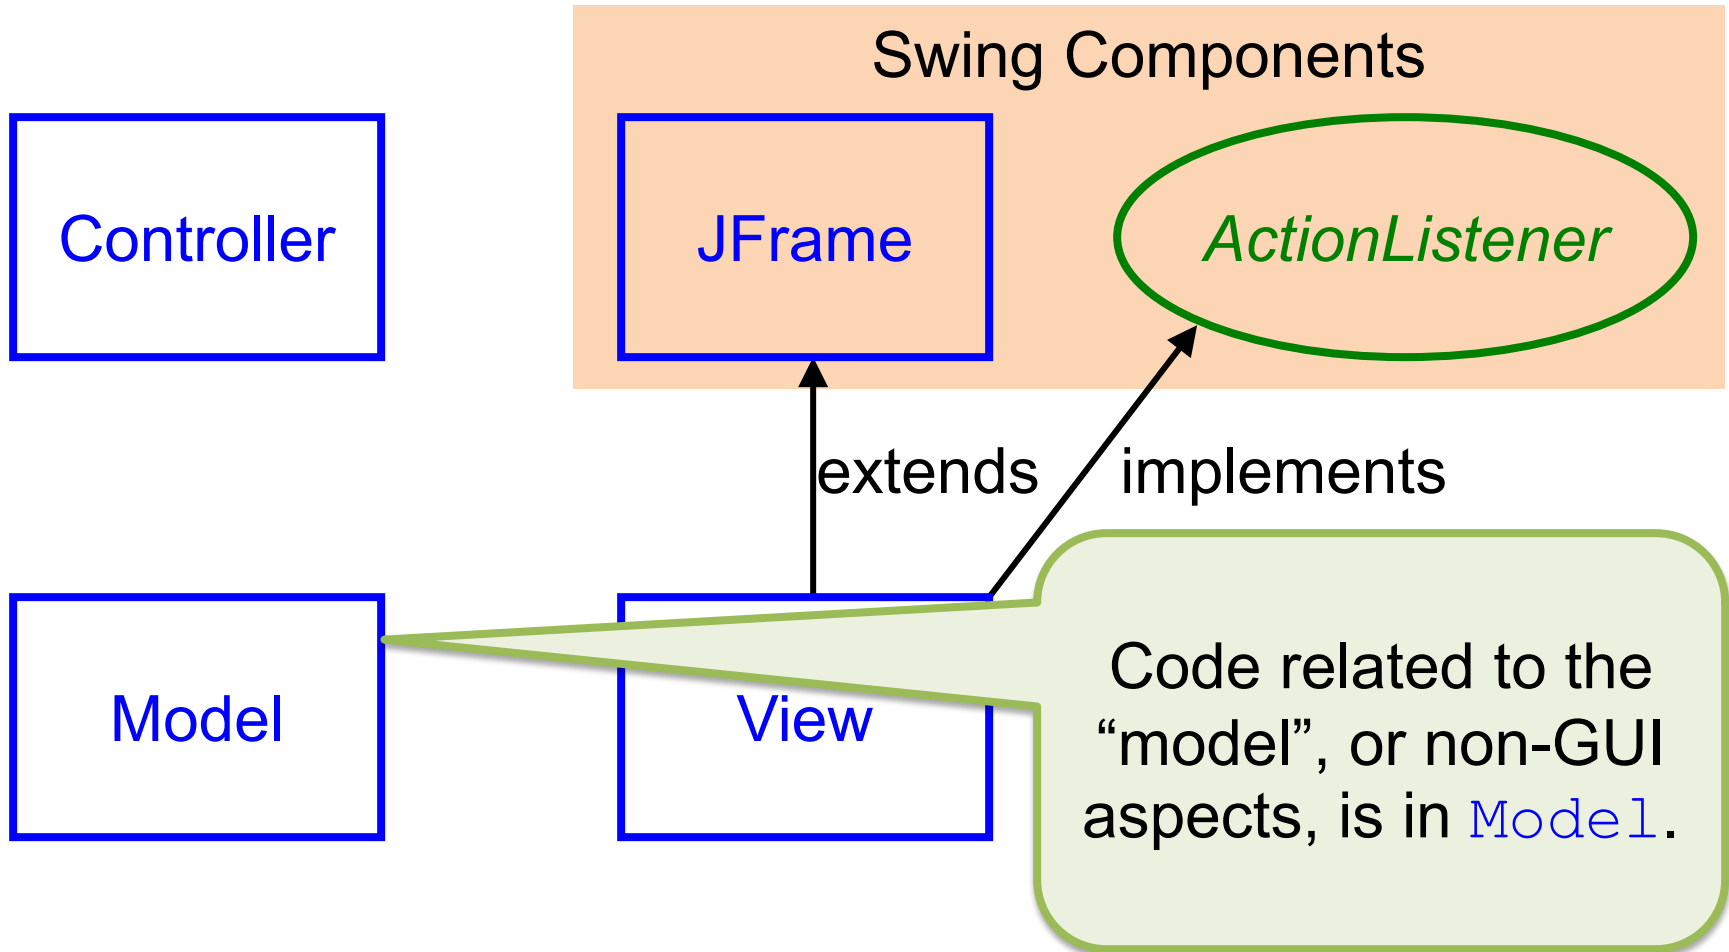 Swing Components
Controller
JFrame
ActionListener
extends
implements
Model
View
Code related to the
“model”, or non-GUI
aspects, is in Model.